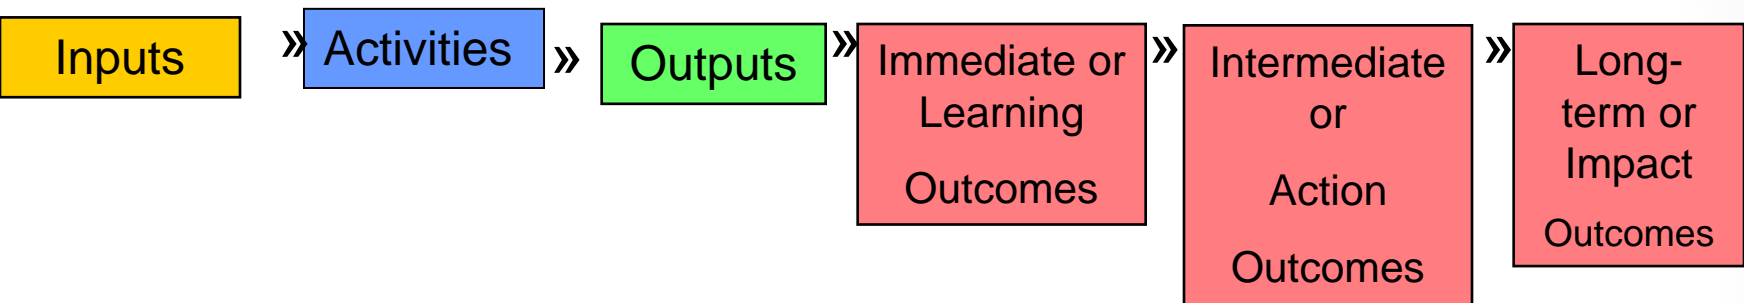 Inputs
»
Activities
»
Outputs
»
Immediate or
Learning
Outcomes
»
Intermediate
or
Action
Outcomes
»
Long-
term or
Impact
Outcomes